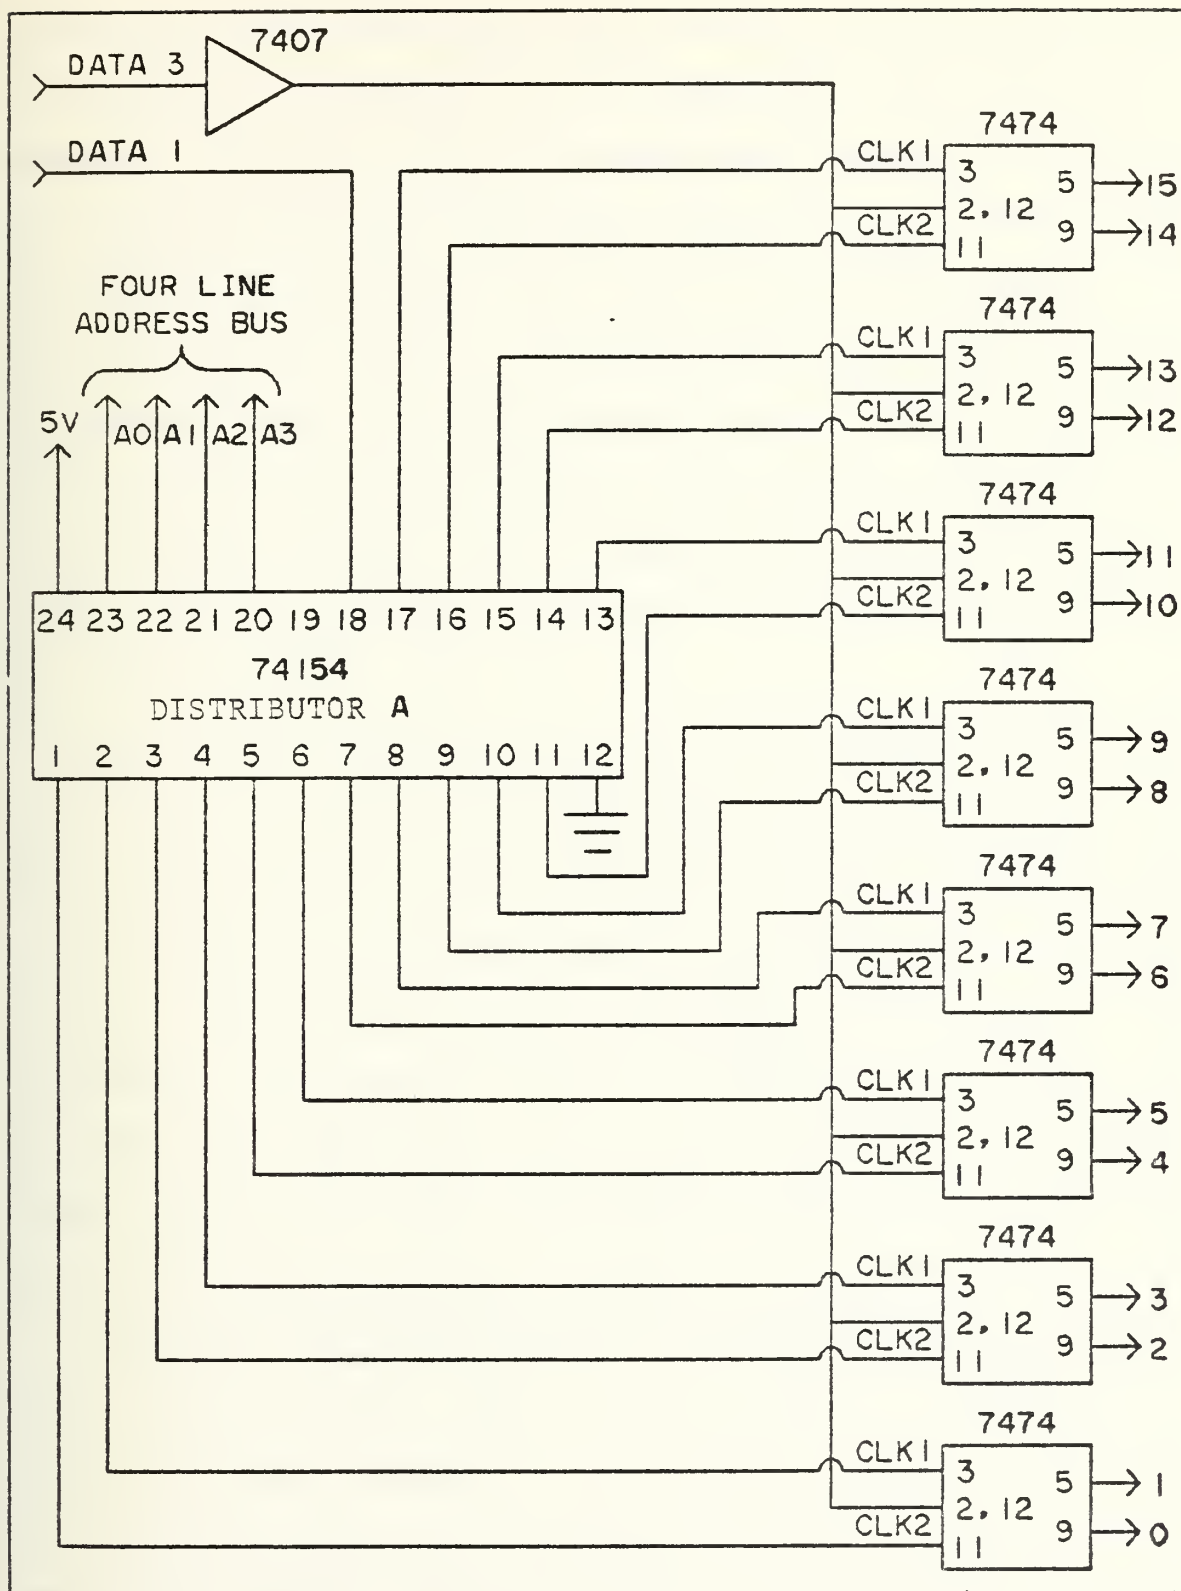 7407
DATA 3
DATA 1
FOUR LINE
ADDRESS BUS
5V
A0 A1 A2 A3
24 23 22 21 20 19 18 17 16 15 14 13
74154
DISTRIBUTOR A
1 2 3 4 5 6 7 8 9 10 11 12
7474
CLK1
3
5
15
2, 12
CLK2
9
14
11
7474
CLK1
3
5
13
2, 12
CLK2
9
12
11
7474
CLK1
3
5
11
2, 12
CLK2
9
10
11
7474
CLK1
3
5
9
2, 12
CLK2
9
8
11
7474
CLK1
3
5
7
2, 12
CLK2
9
6
11
7474
CLK1
3
5
5
2, 12
CLK2
9
4
11
7474
CLK1
3
5
3
2, 12
CLK2
9
2
11
7474
CLK1
3
5
1
2, 12
CLK2
9
0
11